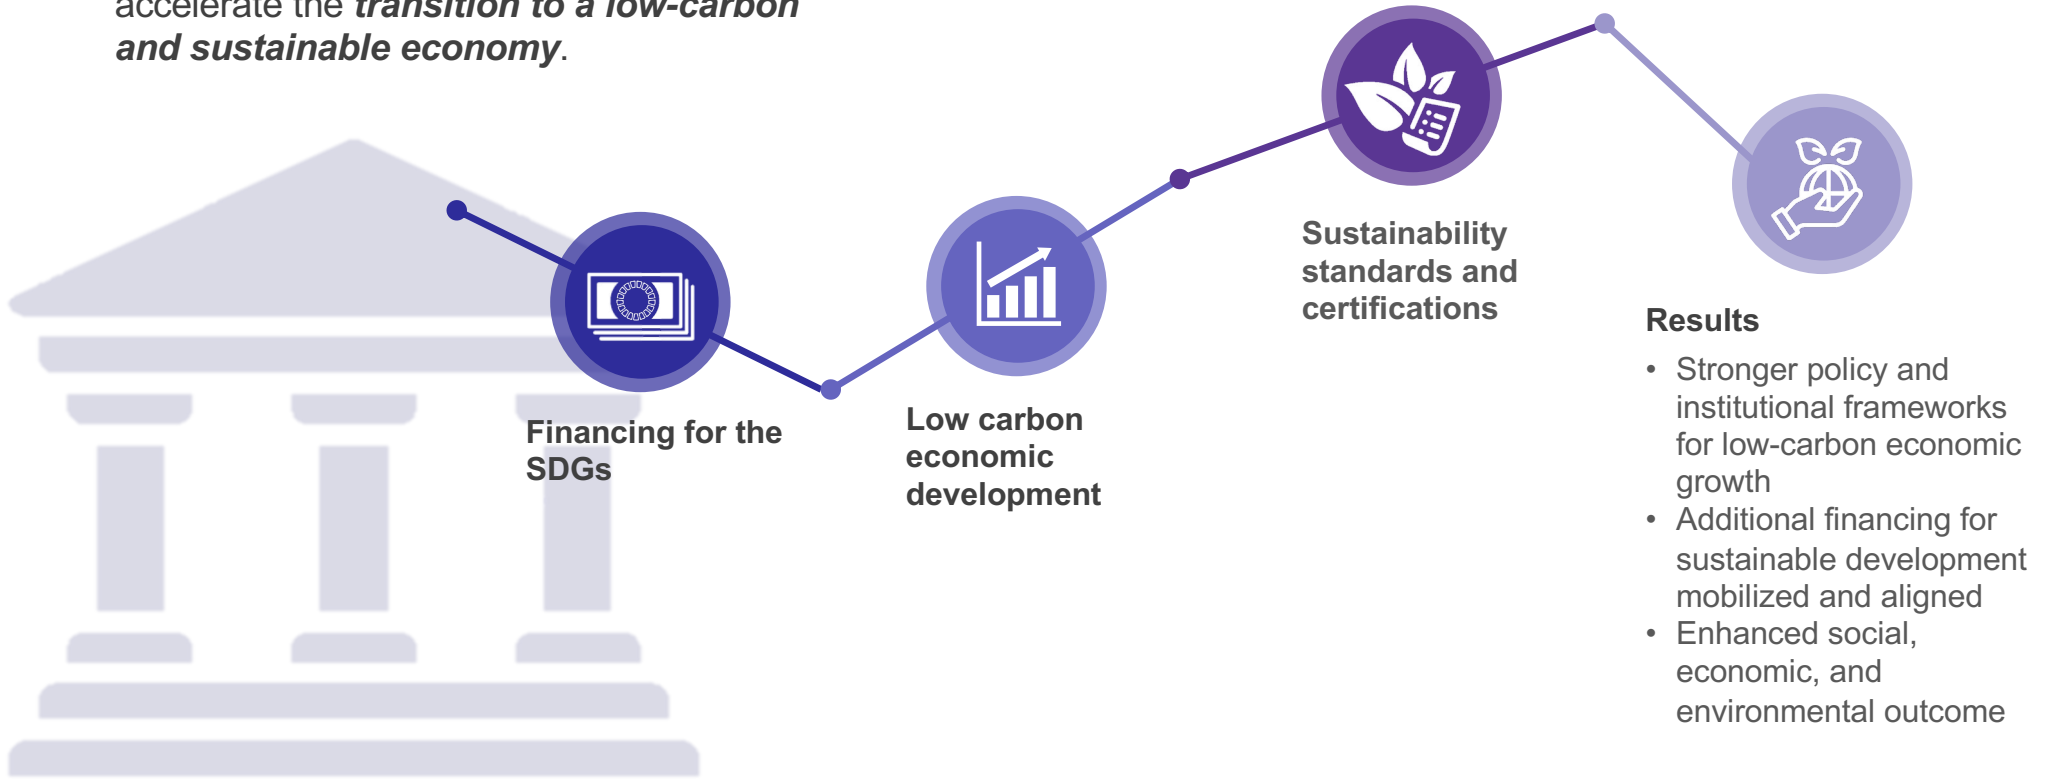 accelerate the transition to a low-carbon
and sustainable economy.
Financing for the
SDGs
Low carbon
economic
development
Sustainability
standards and
certifications
Results
• Stronger policy and
institutional frameworks
for low-carbon economic
growth
• Additional financing for
sustainable development
mobilized and aligned
• Enhanced social,
economic, and
environmental outcome